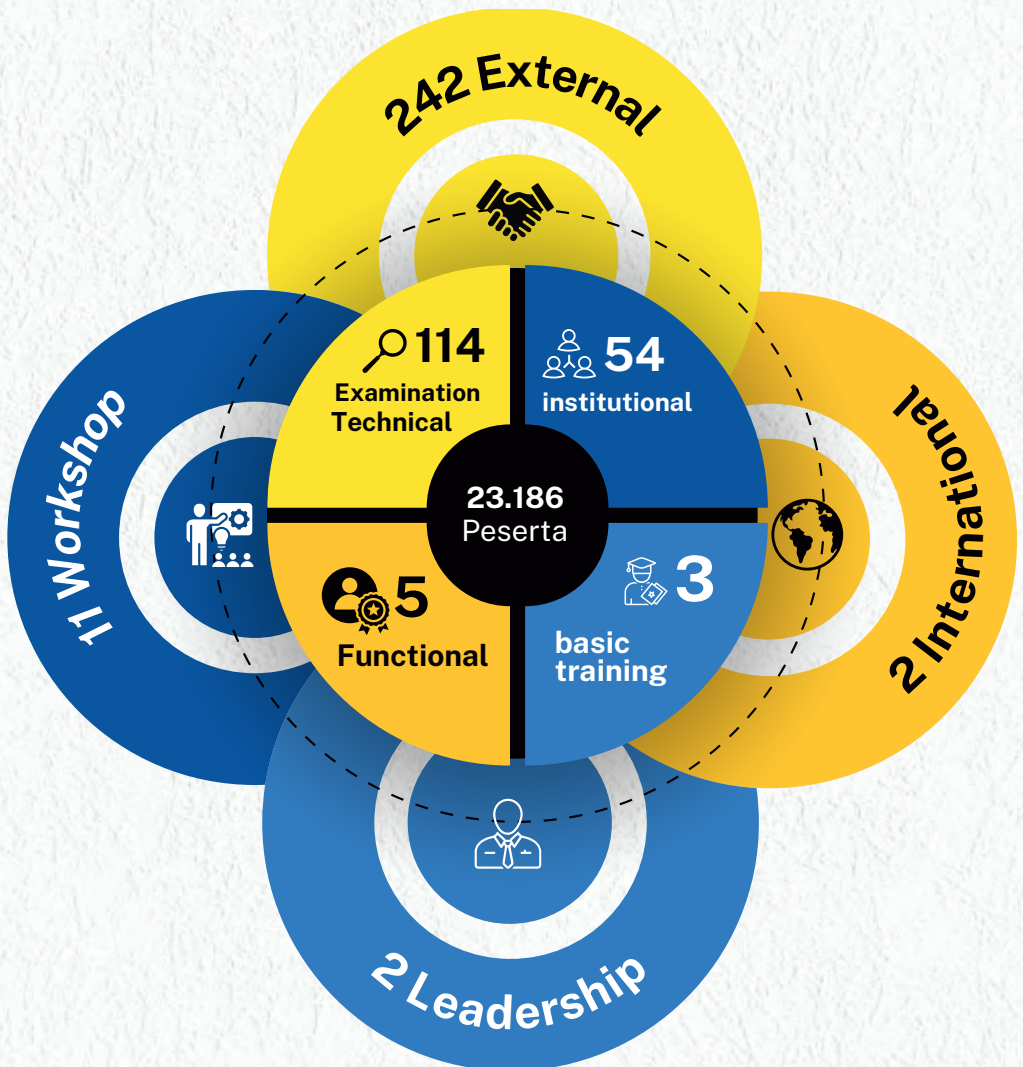 242 External
114
Examination
Technical
54
institutional
11 Workshop
23.186
Peserta
2 International
5
Functional
3
basic
training
2 Leadership